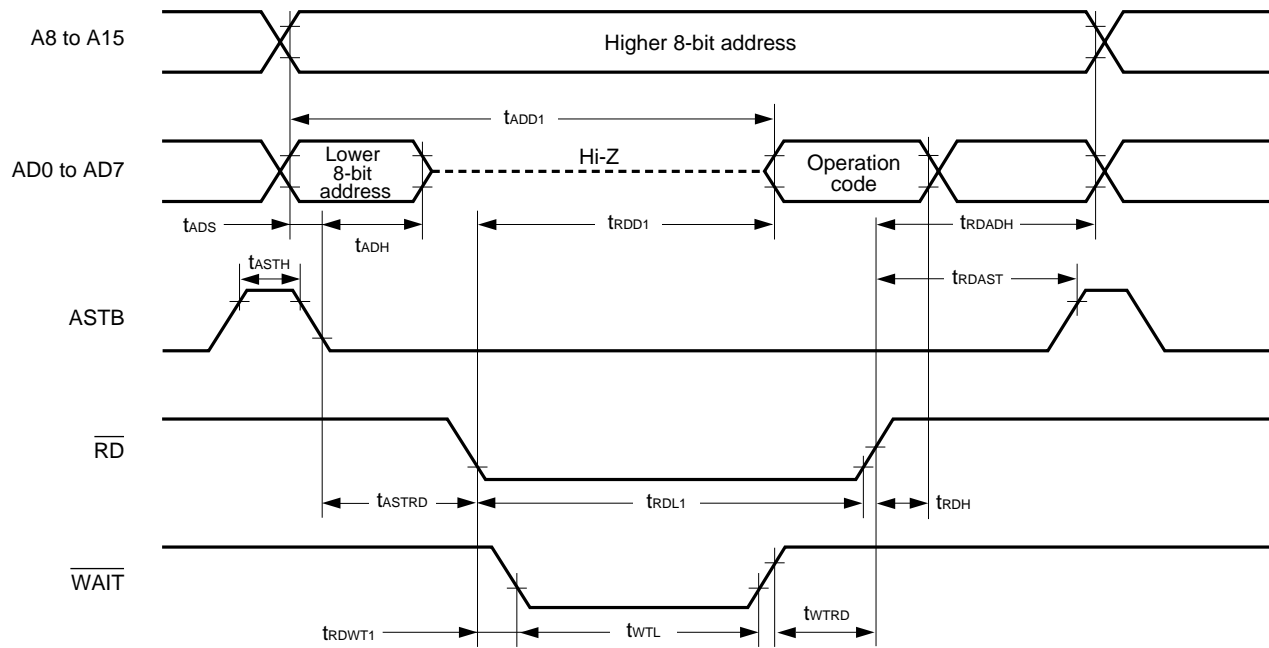 A8 to A15
Higher 8-bit address
tADD1
AD0 to AD7
Lower
8-bit
address
Hi-Z
Operation
code
tADS
tADH
tRDD1
tRDADH
tASTH
tRDAST
ASTB
RD
tASTRD
tRDL1
tRDH
WAIT
tRDWT1
tWTL
tWTRD